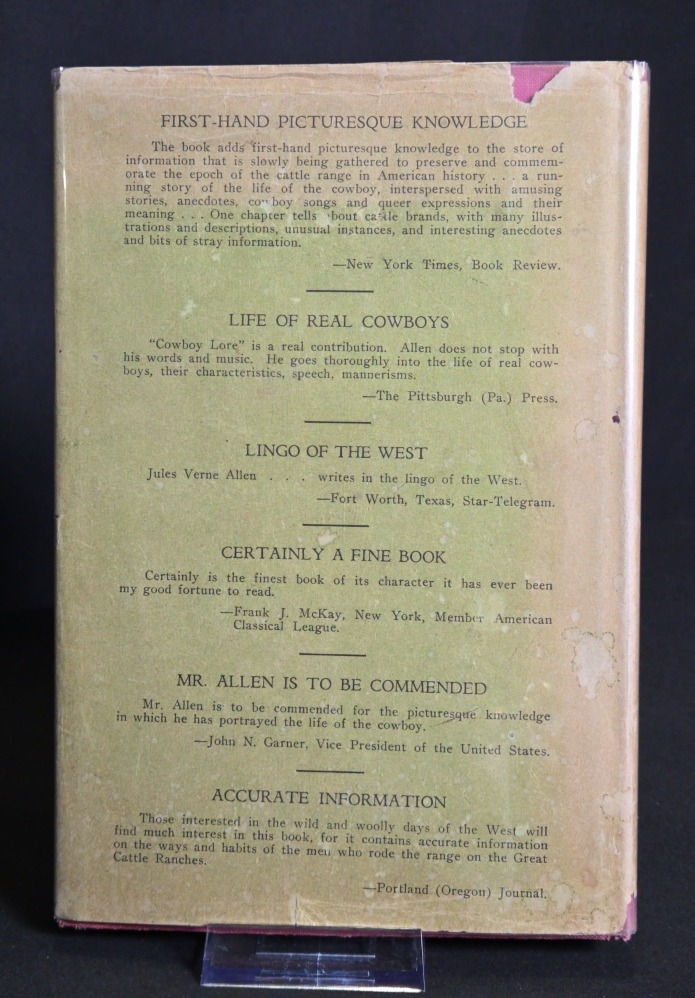 FIRST-HAND PICTURESQUE KNOWLEDGE
The book adds first-hand picturesque knowledge to the store of
information that is slowly being gathered to preserve and commem-
orate the epoch of the cattle range in American history . . . a run-
ning story of the life of the cowboy, interspersed with amusing
stories, anecdotes, cowboy songs and queer expressions and their
meaning . . . One chapter tells about cattle brands, with many illus-
trations and descriptions, unusual instances, and interesting anecdotes
and bits of stray information.
—New York Times, Book Review.
LIFE OF REAL COWBOYS
"Cowboy Lore" is a real contribution. Allen does not stop with
his words and music. He goes thoroughly into the life of real cow-
boys, their characteristics, speech, mannerisms.
—The Pittsburgh (Pa.) Press.
LINGO OF THE WEST
Jules Verne Allen . . . writes in the lingo of the West.
—Fort Worth, Texas, Star-Telegram.
CERTAINLY A FINE BOOK
Certainly is the finest book of its character it has ever been
my good fortune to read.
—Frank J. McKay, New York, Member American
Classical League.
MR. ALLEN IS TO BE COMMENDED
Mr. Allen is to be commended for the picturesque knowledge
in which he has portrayed the life of the cowboy.
—John N. Garner, Vice President of the United States.
ACCURATE INFORMATION
Those interested in the wild and woolly days of the West will
find much interest in this book, for it contains accurate information
on the ways and habits of the men who rode the range on the Great
Cattle Ranches.
—Portland (Oregon) Journal.